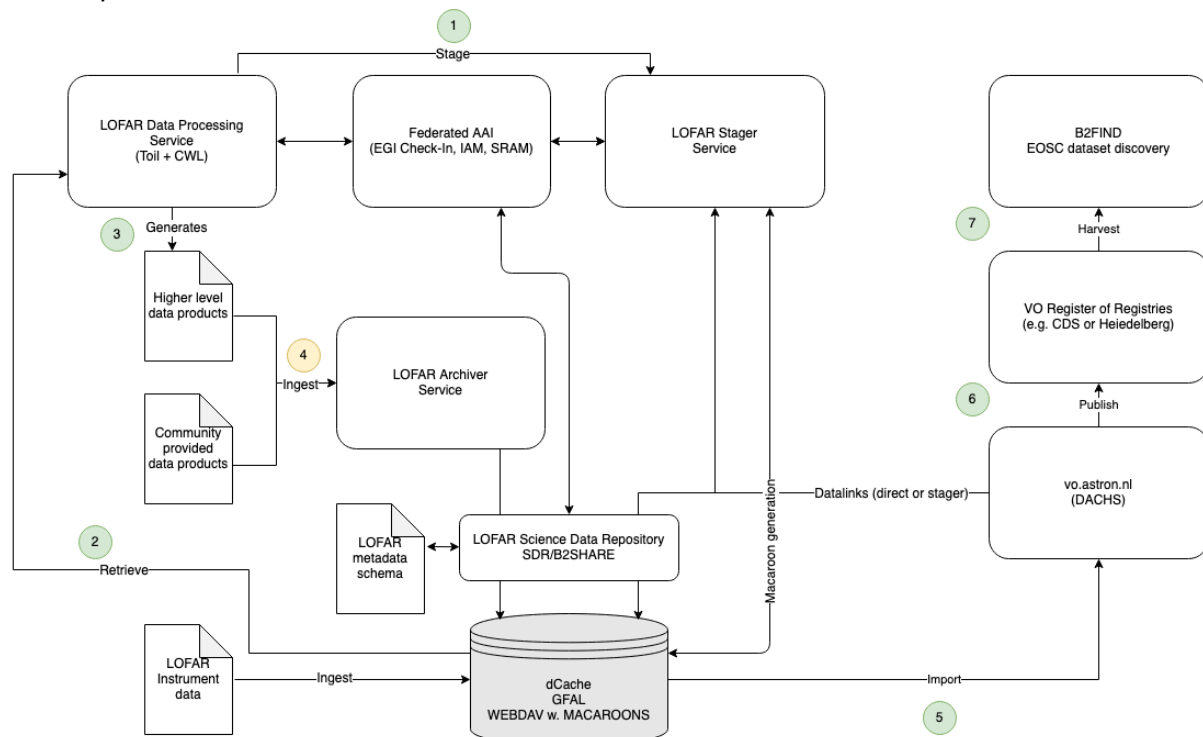 1
Stage
LOFAR Data Processing
Service
(Toil + CWL)
Federated AAI
(EGI Check-In, IAM, SRAM)
LOFAR Stager
Service
B2FIND
EOSC dataset discovery
3
Generates
7
Harvest
Higher level
data products
VO Register of Registries
(e.g. CDS or Heiedelberg)
4
Ingest
LOFAR Archiver
Service
6
Publish
Community
provided
data products
vo.astron.nl
(DACHS)
Datalinks (direct or stager)
Macaroon generation
2
Retrieve
LOFAR
metadata
schema
LOFAR Science Data Repository
SDR/B2SHARE
LOFAR
Instrument
data
Ingest
dCache
GFAL
WEBDAV w. MACAROONS
Import
5